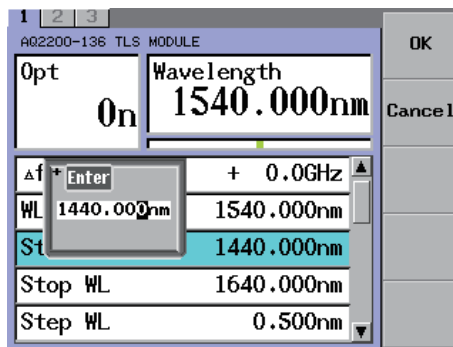 1 2 3
AQ2200-136 TLS MODULE
OK
Opt
On
Wavelength
1540.000nm
Cancel
Δf + 0.0GHz
Enter
1440.000nm
WL 1540.000nm
St 1440.000nm
Stop WL 1640.000nm
Step WL 0.500nm